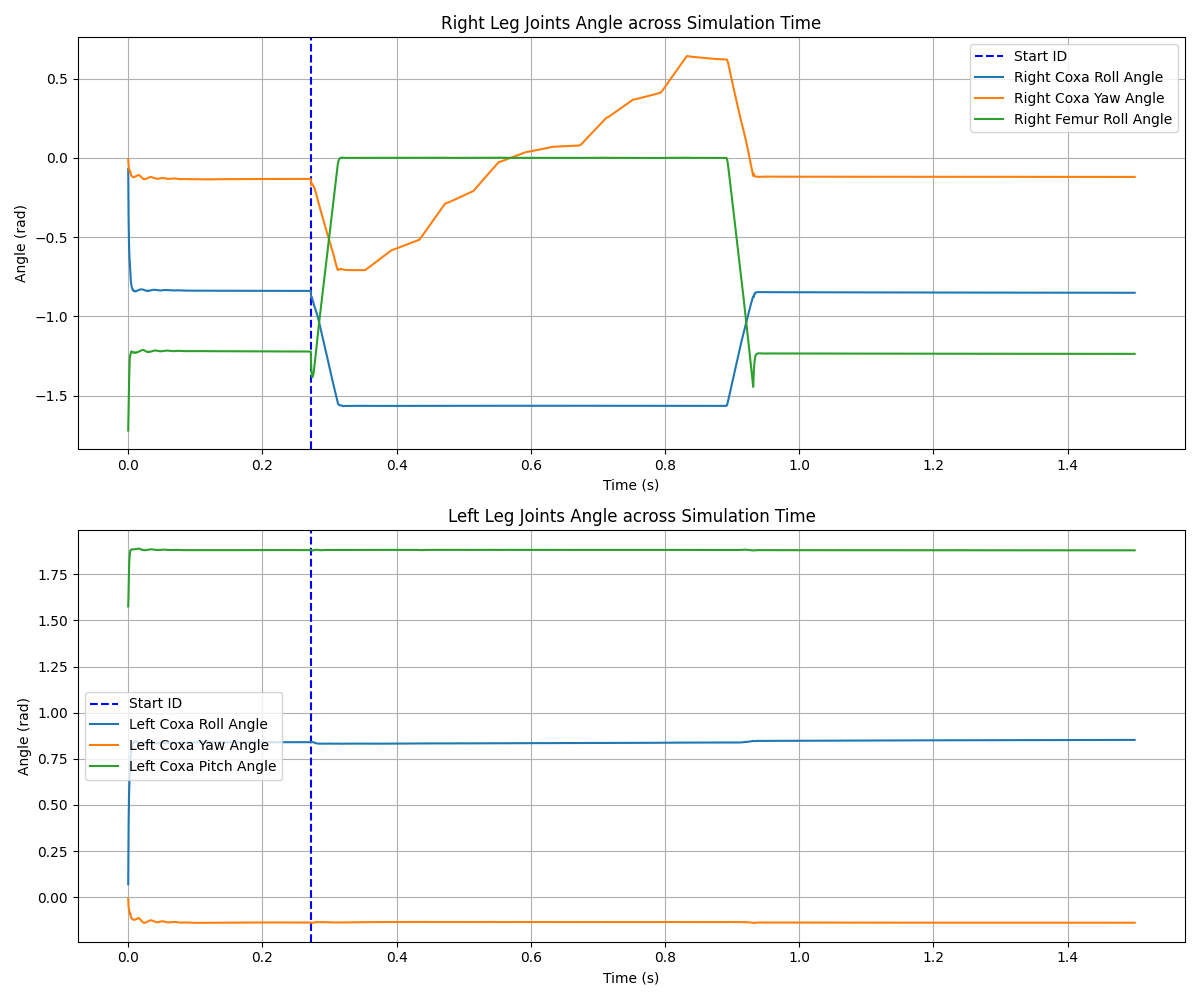 Right Leg Joints Angle across Simulation Time
Start ID
Right Coxa Roll Angle
Right Coxa Yaw Angle
Right Femur Roll Angle
Angle (rad)
0.5
0.0
−0.5
−1.0
−1.5
0.0 0.2 0.4 0.6 0.8 1.0 1.2 1.4
Time (s)
Left Leg Joints Angle across Simulation Time
Angle (rad)
1.75
1.50
1.25
1.00
0.75
0.50
0.25
0.00
Start ID
Left Coxa Roll Angle
Left Coxa Yaw Angle
Left Coxa Pitch Angle
0.0 0.2 0.4 0.6 0.8 1.0 1.2 1.4
Time (s)